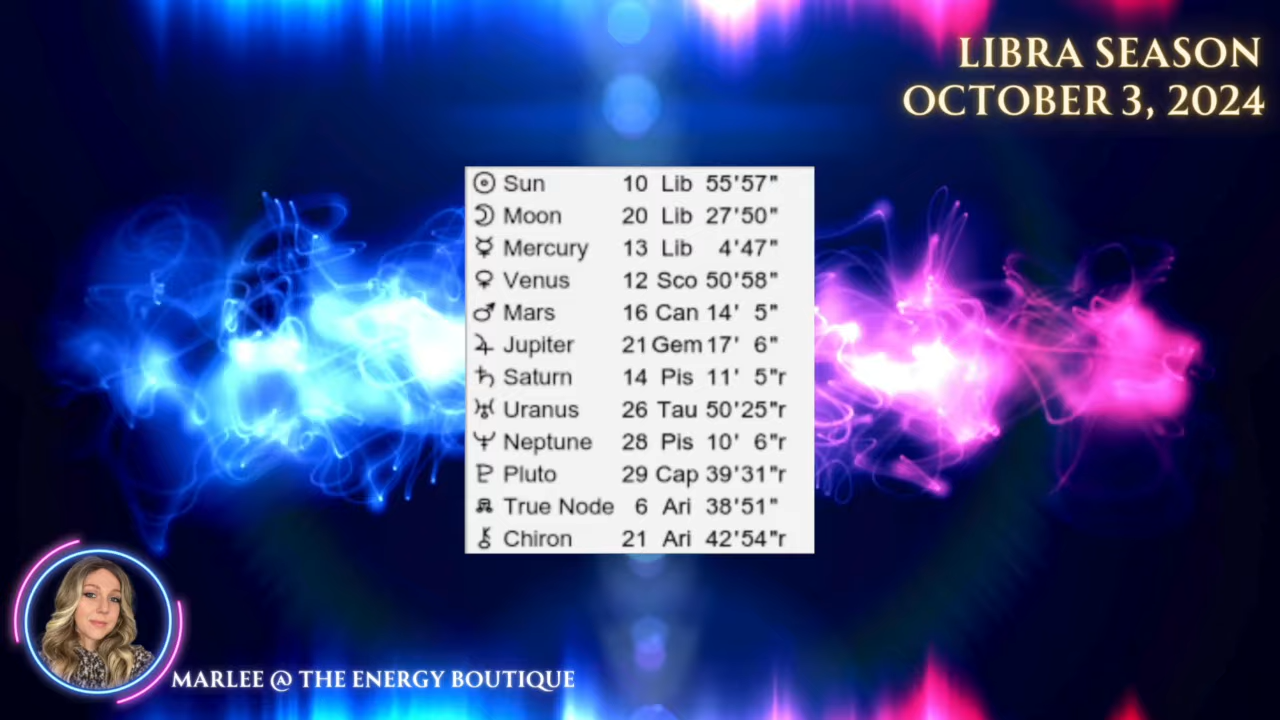 LIBRA SEASON
OCTOBER 3, 2024
Sun 10 Lib 55'57"
Moon 20 Lib 27'50"
Mercury 13 Lib 4'47"
Venus 12 Sco 50'58"
Mars 16 Can 14' 5"
Jupiter 21 Gem 17' 6"
Saturn 14 Pis 11' 5"r
Uranus 26 Tau 50'25"r
Neptune 28 Pis 10' 6"r
Pluto 29 Cap 39'31"r
True Node 6 Ari 38'51"
Chiron 21 Ari 42'54"r
MARLEE @ THE ENERGY BOUTIQUE